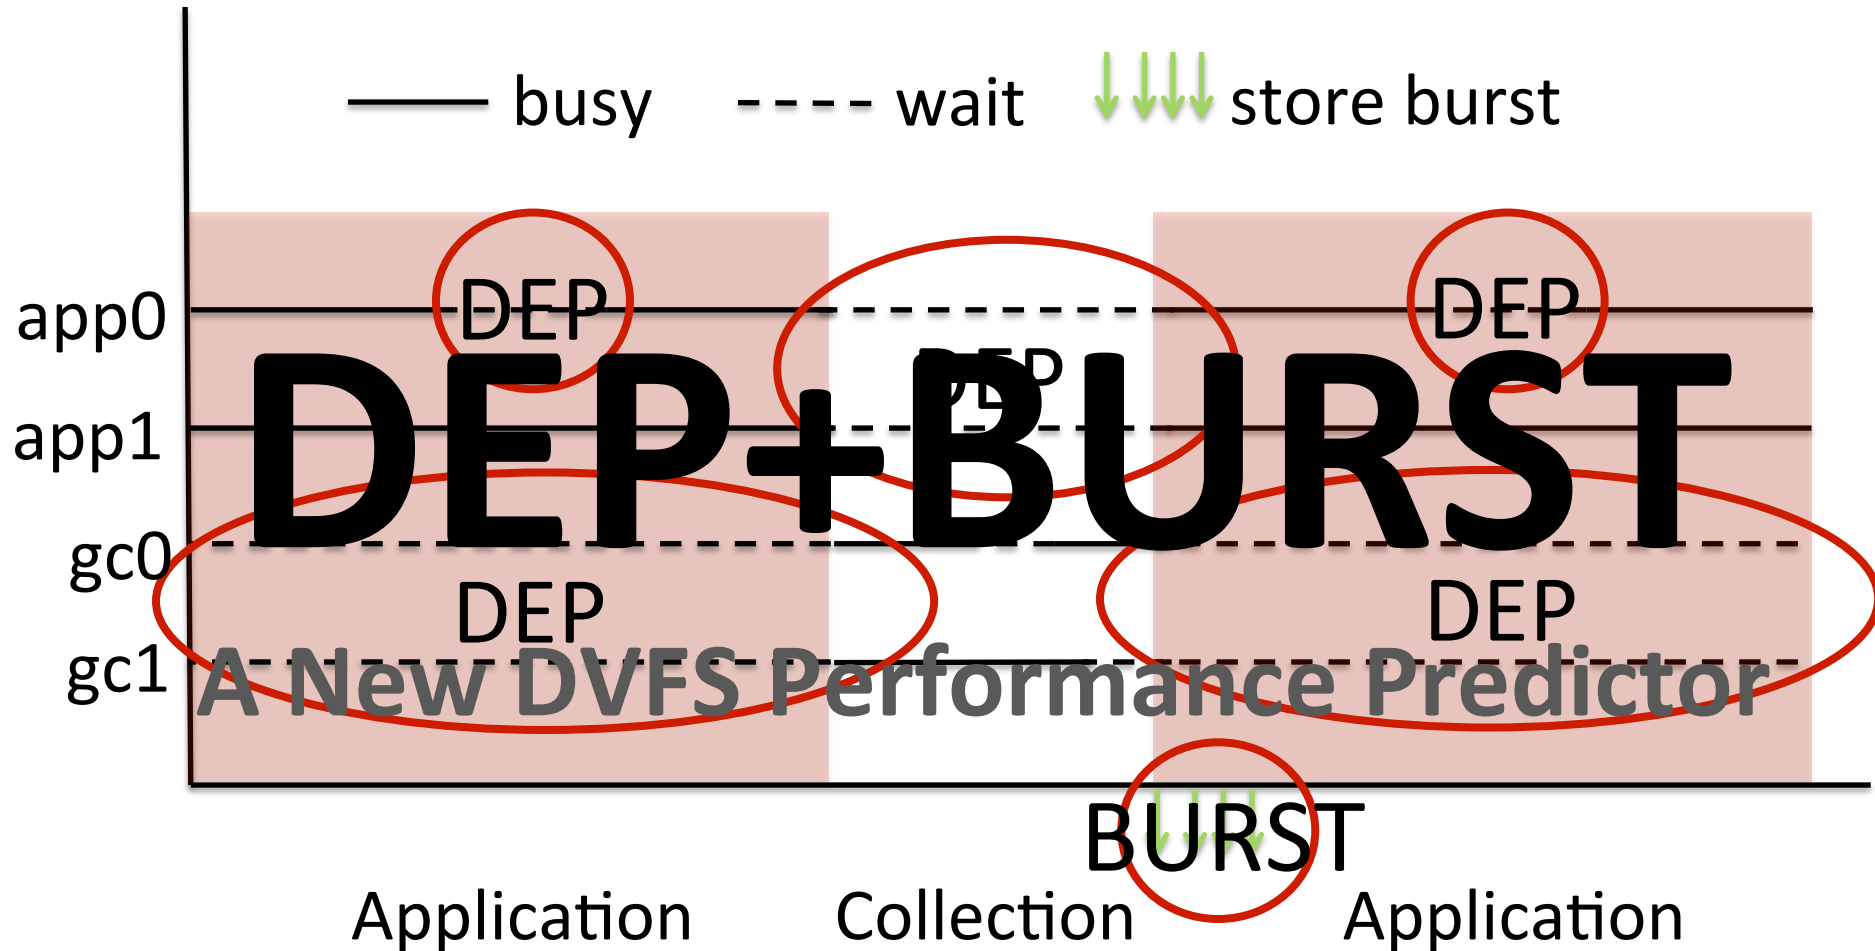 busy wait store burst
DEP DEP
app0
DEP
DEP+BURST
app1
gc0
DEP DEP
gc1
A New DVFS Performance Predictor
BURST
Application Collection Application